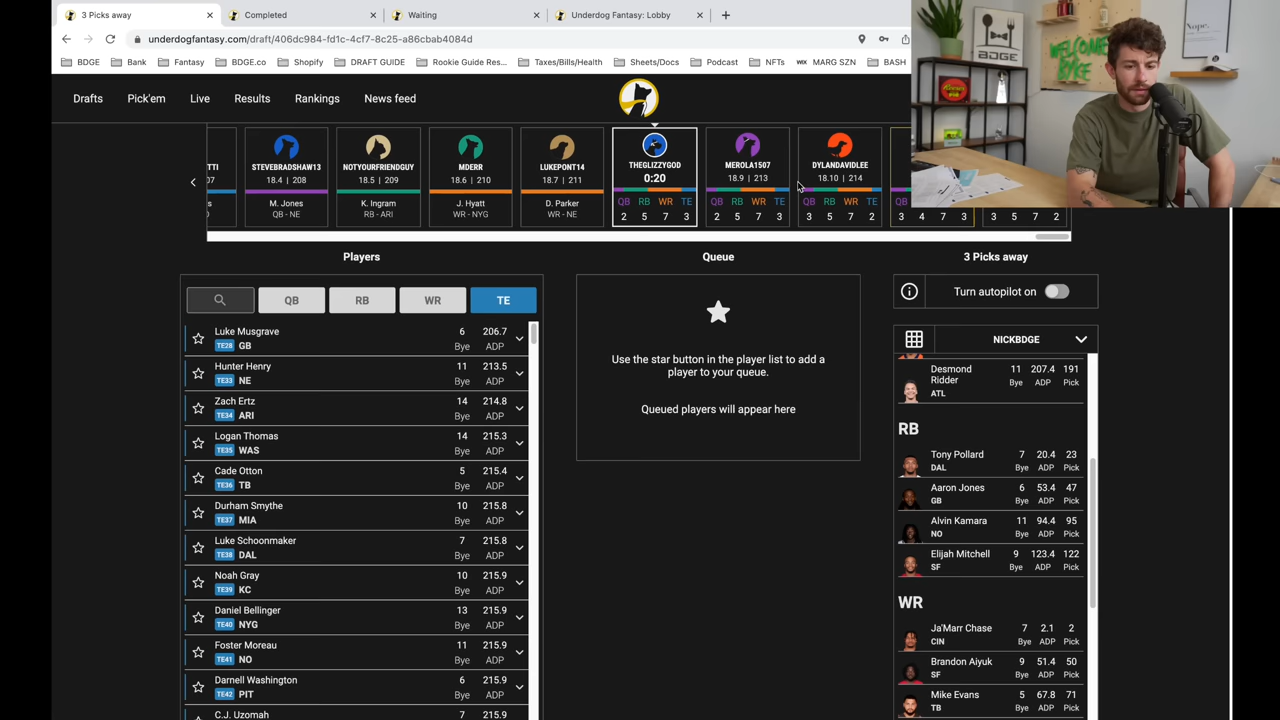 3 Picks away
Completed
Waiting
Underdog Fantasy: Lobby
underdogfantasy.com/draft/406dc984-fd1c-4cf7-8c25-a86cbab4084d
BDGE
Bank
Fantasy
BDGE.co
Shopify
DRAFT GUIDE
Rookie Guide Res...
Taxes/Bills/Health
Sheets/Docs
Podcast
NFTs
WIX MARG SZN
BASH
BDGE
WELCOME
Nope.
Drafts
Pick'em
Live
Results
Rankings
News feed
TTI
07
STEVEBRADSHAW13
18.4 | 208
M. Jones
QB - NE
NOTYOURFRIENDGUY
18.5 | 209
K. Ingram
RB - ARI
MDERR
18.6 | 210
J. Hyatt
WR - NYG
LUKEPONT14
18.7 | 211
D. Parker
WR - NE
THEGLIZZYGOD
0:20
QB RB WR TE
2 5 7 3
MEROLA1507
18.9 | 213
QB RB WR TE
2 5 7 3
DYLANDAVIDLEE
18.10 | 214
QB RB WR TE
3 5 7 2
QB RB WR TE
3 4 7 3
3 5 7 2
Players
QB
RB
WR
TE
Luke Musgrave 6 206.7
TE28 GB Bye ADP
Hunter Henry 11 213.5
TE33 NE Bye ADP
Zach Ertz 14 214.8
TE34 ARI Bye ADP
Logan Thomas 14 215.3
TE35 WAS Bye ADP
Cade Otton 5 215.4
TE36 TB Bye ADP
Durham Smythe 10 215.8
TE37 MIA Bye ADP
Luke Schoonmaker 7 215.8
TE38 DAL Bye ADP
Noah Gray 10 215.9
TE39 KC Bye ADP
Daniel Bellinger 13 215.9
TE40 NYG Bye ADP
Foster Moreau 11 215.9
TE41 NO Bye ADP
Darnell Washington 6 215.9
TE42 PIT Bye ADP
C.J. Uzomah 7 215.9
Queue
Use the star button in the player list to add a
player to your queue.
Queued players will appear here
3 Picks away
Turn autopilot on
NICKBDGE
Desmond 11 207.4 191
Ridder Bye ADP Pick
ATL
RB
Tony Pollard 7 20.4 23
DAL Bye ADP Pick
Aaron Jones 6 53.4 47
GB Bye ADP Pick
Alvin Kamara 11 94.4 95
NO Bye ADP Pick
Elijah Mitchell 9 123.4 122
SF Bye ADP Pick
WR
Ja'Marr Chase 7 2.1 2
CIN Bye ADP Pick
Brandon Aiyuk 9 51.4 50
SF Bye ADP Pick
Mike Evans 5 67.8 71
TB Bye ADP Pick